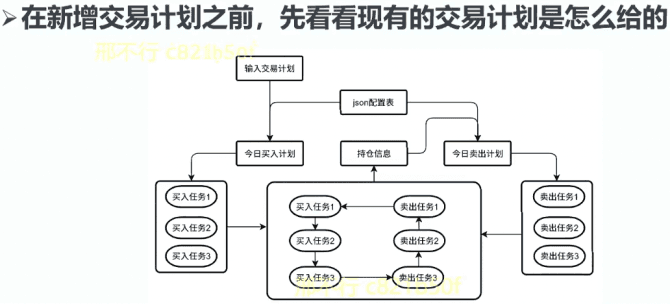 ➢在新增交易计划之前，先看看现有的交易计划是怎么给的
邢不行 c821b50f
输入交易计划
json配置表
今日买入计划
持仓信息
今日卖出计划
买入任务1
买入任务2
买入任务3
买入任务1
卖出任务1
买入任务2
卖出任务2
买入任务3
卖出任务3
卖出任务1
卖出任务2
卖出任务3
邢不行 c821b50f